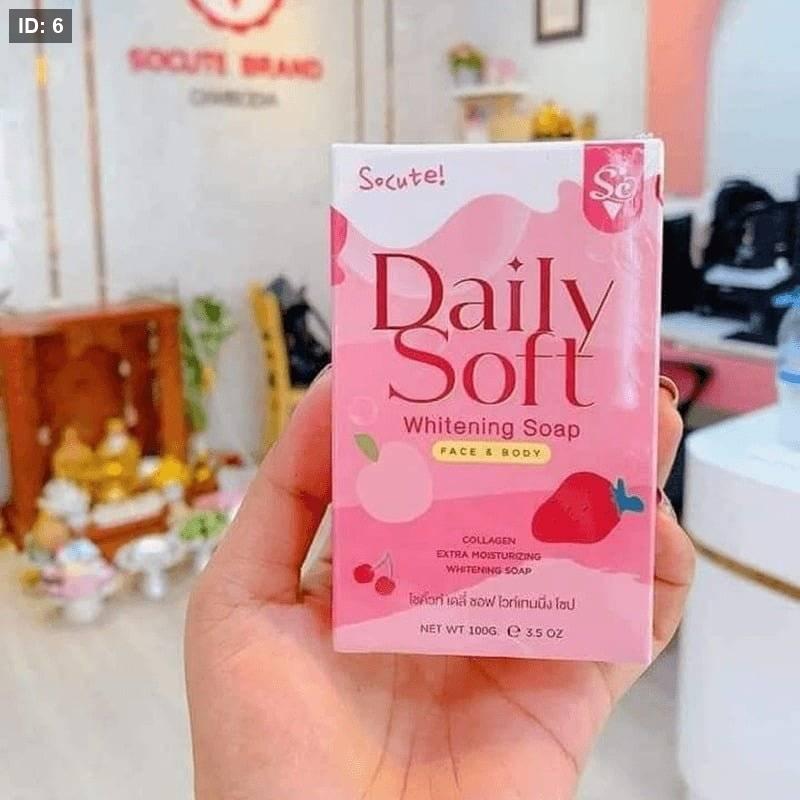 ID: 6
SOCUTE BRAND
CAMBODIA
Socute!
Sc
Daily
Soft
Whitening Soap
FACE & BODY
COLLAGEN
EXTRA MOISTURIZING
WHITENING SOAP
โซคิ้วท์ เดลี่ ซอฟ ไวท์เทนนิ่ง โซป
NET WT 100G. ℮ 3.5 OZ